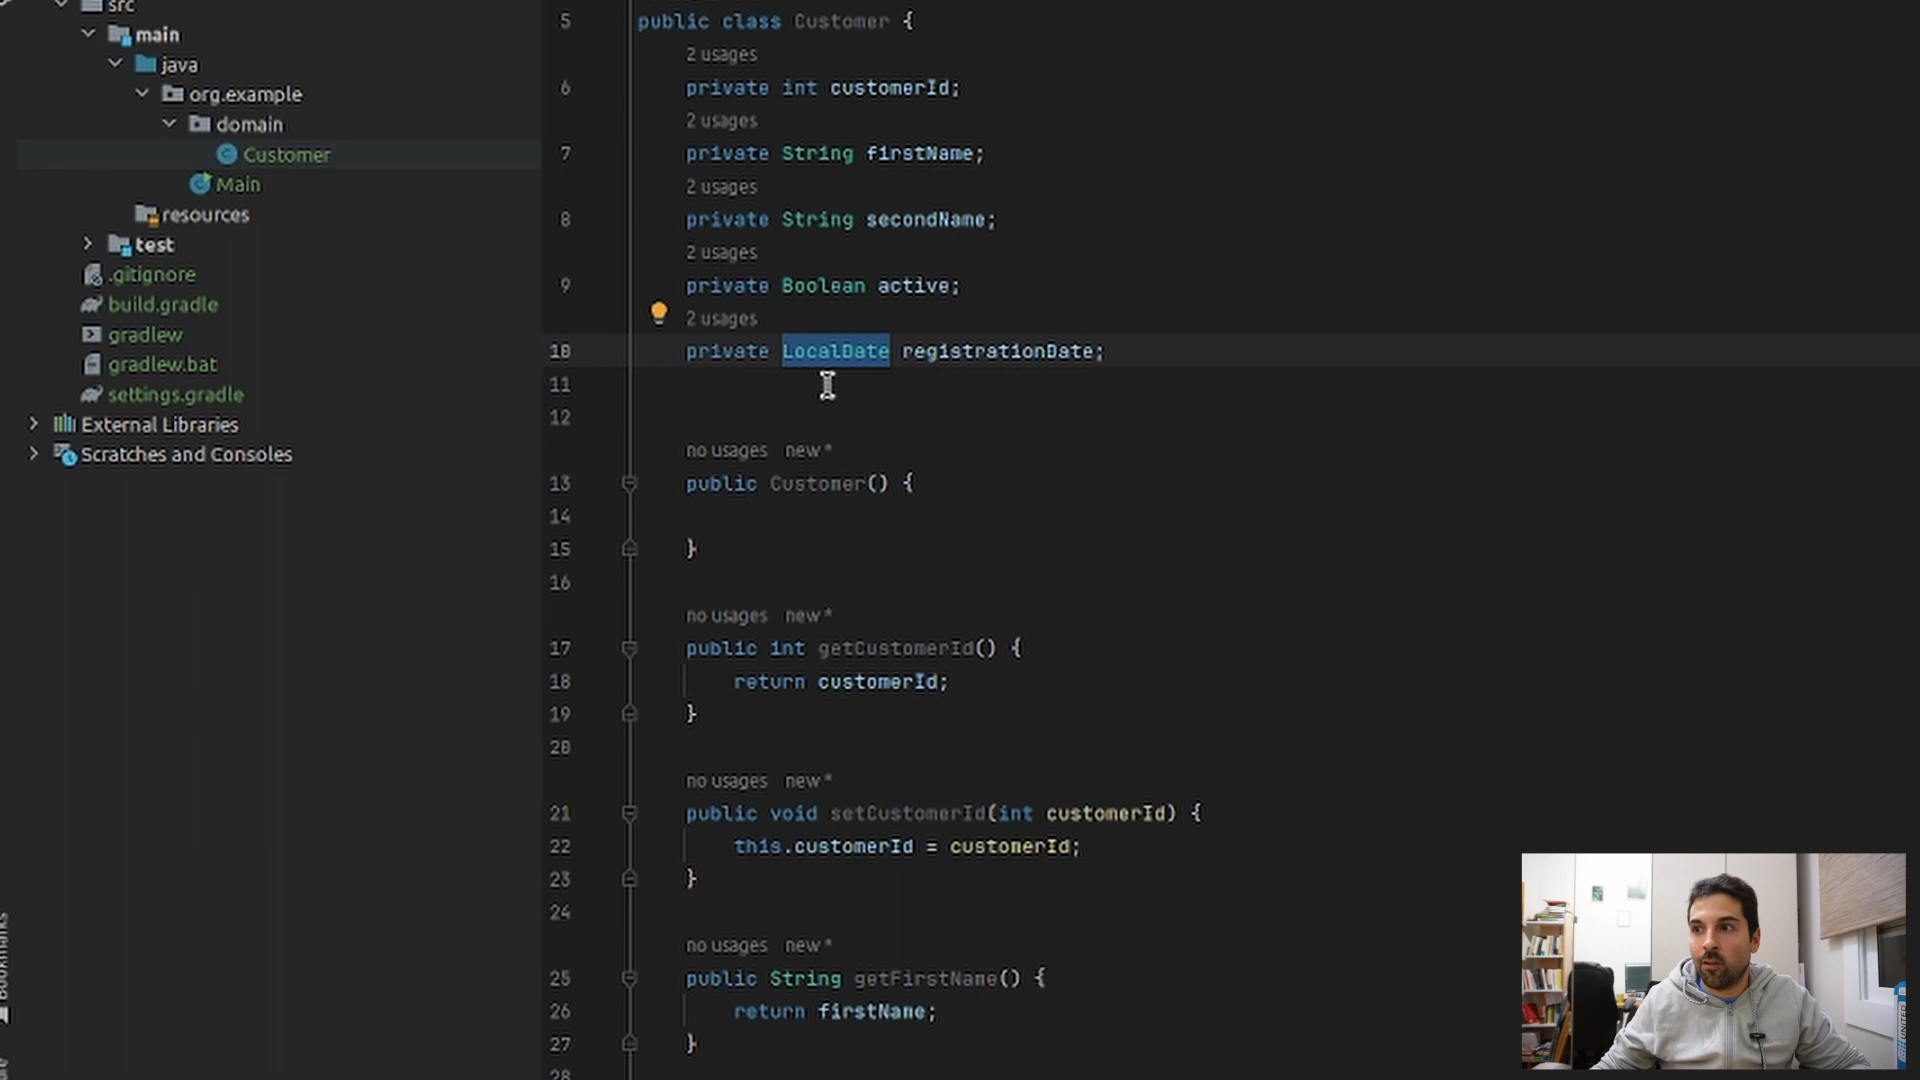 src
main
java
org.example
domain
Customer
Main
resources
test
.gitignore
build.gradle
gradlew
gradlew.bat
settings.gradle
External Libraries
Scratches and Consoles
Bookmarks
5 public class Customer {
2 usages
6 private int customerId;
2 usages
7 private String firstName;
2 usages
8 private String secondName;
2 usages
9 private Boolean active;
2 usages
10 private LocalDate registrationDate;
11
12
no usages new *
13 public Customer() {
14
15 }
16
no usages new *
17 public int getCustomerId() {
18 return customerId;
19 }
20
no usages new *
21 public void setCustomerId(int customerId) {
22 this.customerId = customerId;
23 }
24
no usages new *
25 public String getFirstName() {
26 return firstName;
27 }
28